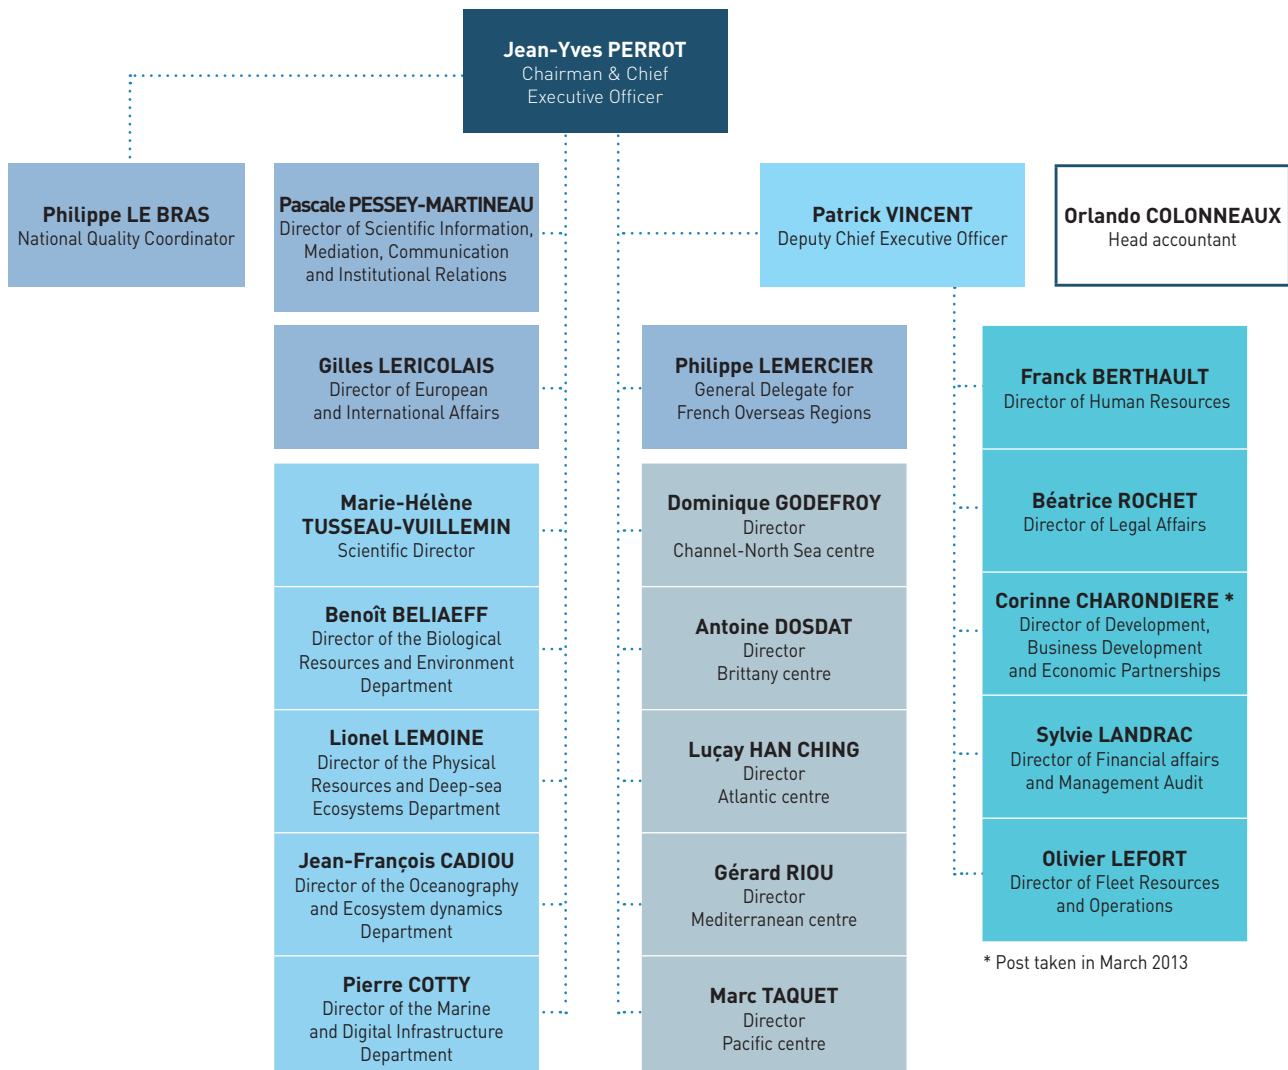 Jean-Yves PERROT
Chairman & Chief
Executive Officer
Philippe LE BRAS
National Quality Coordinator
Pascale PESSEY-MARTINEAU
Director of Scientific Information,
Mediation, Communication
and Institutional Relations
Patrick VINCENT
Deputy Chief Executive Officer
Orlando COLONNEAUX
Head accountant
Gilles LERICOLAIS
Director of European
and International Affairs
Philippe LEMERCIER
General Delegate for
French Overseas Regions
Franck BERTHAULT
Director of Human Resources
Marie-Hélène
TUSSEAU-VUILLEMIN
Scientific Director
Dominique GODEFROY
Director
Channel-North Sea centre
Béatrice ROCHET
Director of Legal Affairs
Benoît BELIAEFF
Director of the Biological
Resources and Environment
Department
Antoine DOSDAT
Director
Brittany centre
Corinne CHARONDIERE *
Director of Development,
Business Development
and Economic Partnerships
Lionel LEMOINE
Director of the Physical
Resources and Deep-sea
Ecosystems Department
Luçay HAN CHING
Director
Atlantic centre
Sylvie LANDRAC
Director of Financial affairs
and Management Audit
Jean-François CADIOU
Director of the Oceanography
and Ecosystem dynamics
Department
Gérard RIOU
Director
Mediterranean centre
Olivier LEFORT
Director of Fleet Resources
and Operations
Pierre COTTY
Director of the Marine
and Digital Infrastructure
Department
Marc TAQUET
Director
Pacific centre
* Post taken in March 2013